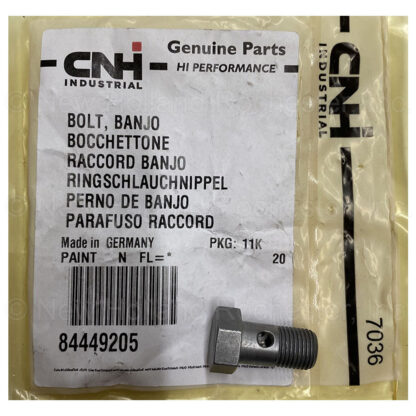 CNH
INDUSTRIAL
Genuine Parts
HI PERFORMANCE
BOLT, BANJO
BOCCHETTONE
RACCORD BANJO
RINGSCHLAUCHNIPPEL
PERNO DE BANJO
PARAFUSO RACCORD
Made in GERMANY PKG: 11K
PAINT N FL=* 20
84449205
CNH
INDUSTRIAL
7036